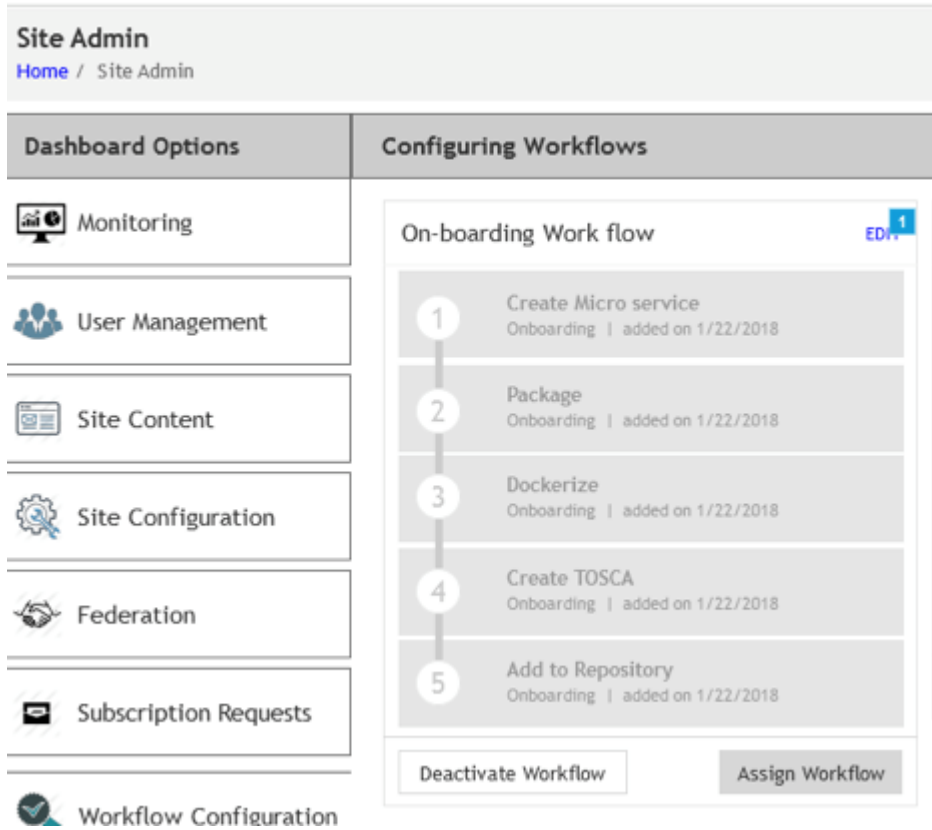 Site Admin
Home / Site Admin
Dashboard Options
Configuring Workflows
Monitoring
User Management
Site Content
Site Configuration
Federation
Subscription Requests
Workflow Configuration
On-boarding Work flow
EDIT
1
1
Create Micro service
Onboarding | added on 1/22/2018
2
Package
Onboarding | added on 1/22/2018
3
Dockerize
Onboarding | added on 1/22/2018
4
Create TOSCA
Onboarding | added on 1/22/2018
5
Add to Repository
Onboarding | added on 1/22/2018
Deactivate Workflow
Assign Workflow